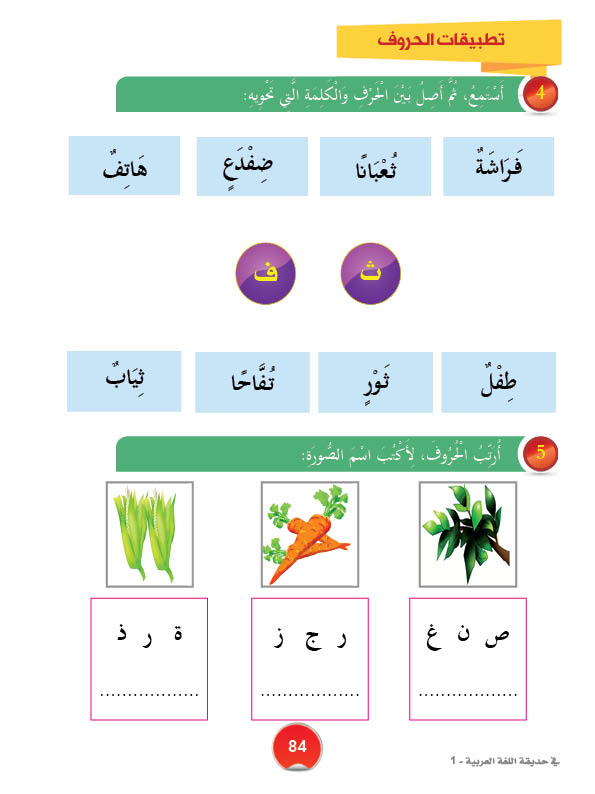 تطبيقات الحروف
4 أَسْتَمِعُ، ثُمَّ أَصِلُ بَيْنَ الْحَرْفِ وَالْكَلِمَةِ الَّتِي تَحْوِيهِ:
فَرَاشَةٌ ثُعْبَانًا ضِفْدَعٍ هَاتِفٌ
ث ف
طِفْلٌ ثَوْرٍ تُفَّاحًا ثِيَابٌ
5 أُرَتِّبُ الْحُرُوفَ، لِأَكْتُبَ اسْمَ الصُّورَةِ:
ص ن غ ر ج ز ة ر ذ
.................. .................. ..................
84
في حديقة اللغة العربية - 1